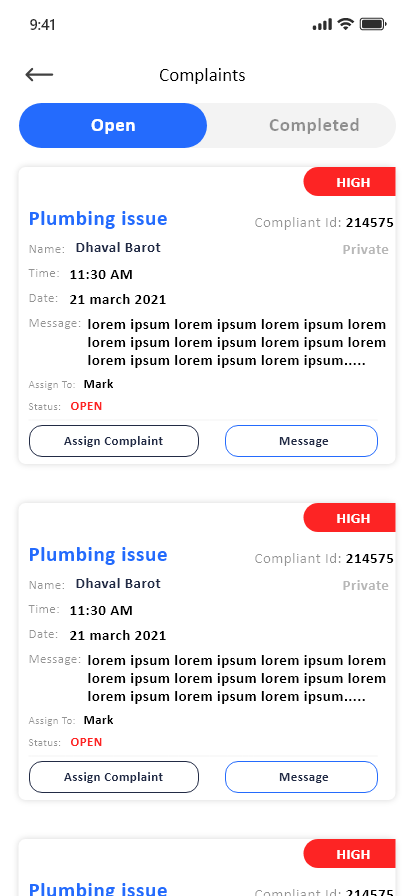 9:41
Complaints
Open Completed
HIGH
Plumbing issue
Compliant Id: 214575
Name: Dhaval Barot
Private
Time: 11:30 AM
Date: 21 march 2021
Message: lorem ipsum lorem ipsum lorem ipsum lorem
lorem ipsum lorem ipsum lorem ipsum lorem
lorem ipsum lorem ipsum lorem ipsum.....
Assign To: Mark
Status: OPEN
Assign Complaint Message
HIGH
Plumbing issue
Compliant Id: 214575
Name: Dhaval Barot
Private
Time: 11:30 AM
Date: 21 march 2021
Message: lorem ipsum lorem ipsum lorem ipsum lorem
lorem ipsum lorem ipsum lorem ipsum lorem
lorem ipsum lorem ipsum lorem ipsum.....
Assign To: Mark
Status: OPEN
Assign Complaint Message
HIGH
Plumbing issue
Compliant Id: 214575